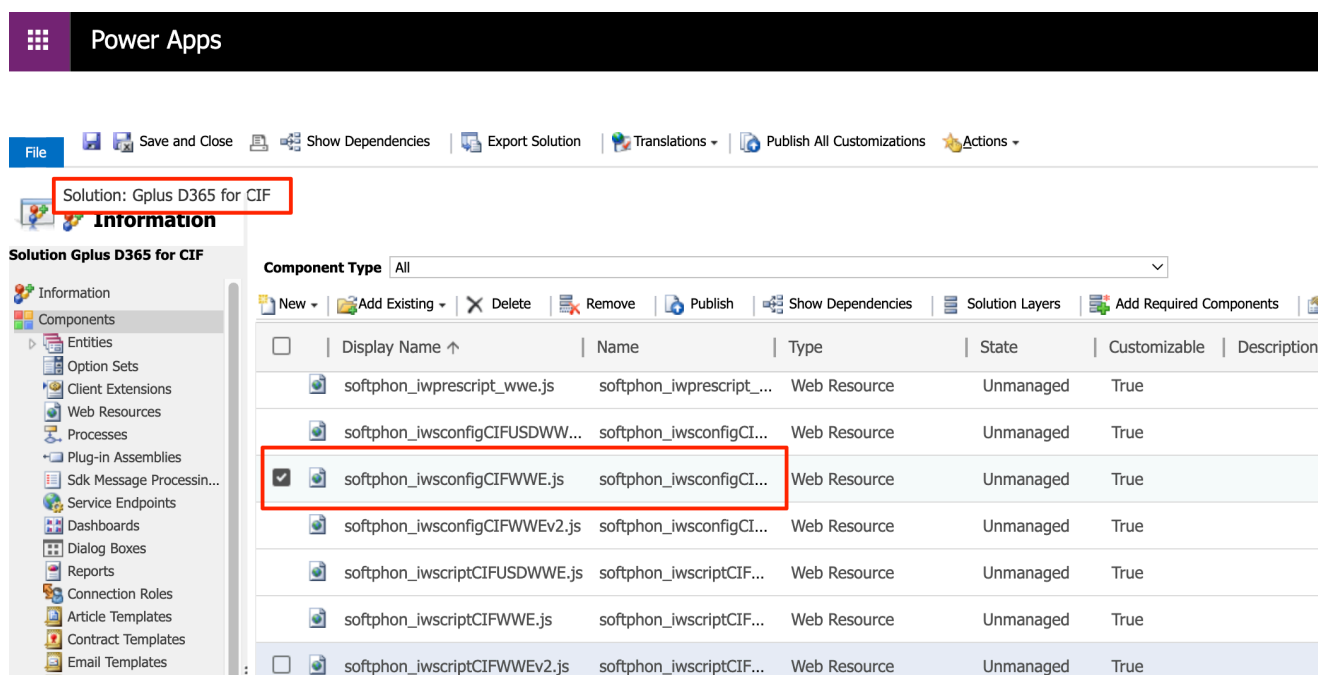 Power Apps
File
Save and Close
Show Dependencies
Export Solution
Translations
Publish All Customizations
Actions
Solution: Gplus D365 for CIF
Information
Solution Gplus D365 for CIF
Information
Components
Entities
Option Sets
Client Extensions
Web Resources
Processes
Plug-in Assemblies
Sdk Message Processin...
Service Endpoints
Dashboards
Dialog Boxes
Reports
Connection Roles
Article Templates
Contract Templates
Email Templates
Component Type All
New Add Existing Delete Remove Publish Show Dependencies Solution Layers Add Required Components
Display Name Name Type State Customizable Description
softphon_iwprescript_wwe.js softphon_iwprescript_... Web Resource Unmanaged True
softphon_iwsconfigCIFUSDWW... softphon_iwsconfigCI... Web Resource Unmanaged True
softphon_iwsconfigCIFWWE.js softphon_iwsconfigCI... Web Resource Unmanaged True
softphon_iwsconfigCIFWWEv2.js softphon_iwsconfigCI... Web Resource Unmanaged True
softphon_iwscriptCIFUSDWWE.js softphon_iwscriptCIF... Web Resource Unmanaged True
softphon_iwscriptCIFWWE.js softphon_iwscriptCIF... Web Resource Unmanaged True
softphon_iwscriptCIFWWEv2.js softphon_iwscriptCIF... Web Resource Unmanaged True